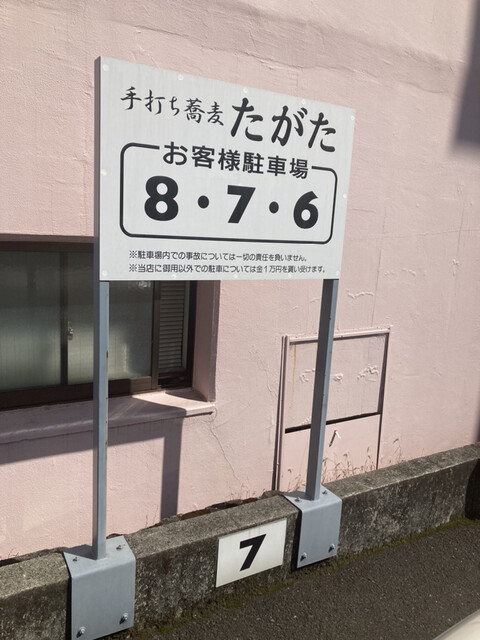 手打ち蕎麦 たがた
お客様駐車場
8・7・6
※駐車場内での事故については一切の責任を負いません。
※当店に御用以外での駐車については金1万円を貰い受けます。
7